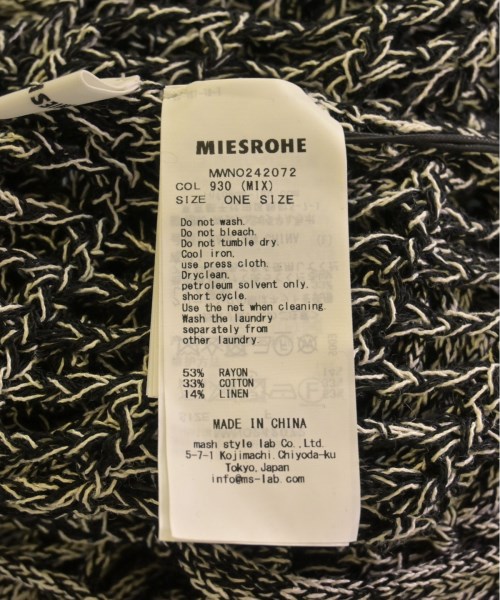 MIESROHE
MWNO242072
COL 930 (MIX)
SIZE ONE SIZE
Do not wash.
Do not bleach.
Do not tumble dry.
Cool iron.
use press cloth.
Dryclean.
petroleum solvent only.
short cycle.
Use the net when cleaning.
Wash the laundry
separately from
other laundry.
53% RAYON
33% COTTON
14% LINEN
MADE IN CHINA
mash style lab Co., Ltd.
5-7-1 Kojimachi, Chiyoda-ku
Tokyo, Japan
info@ms-lab.com